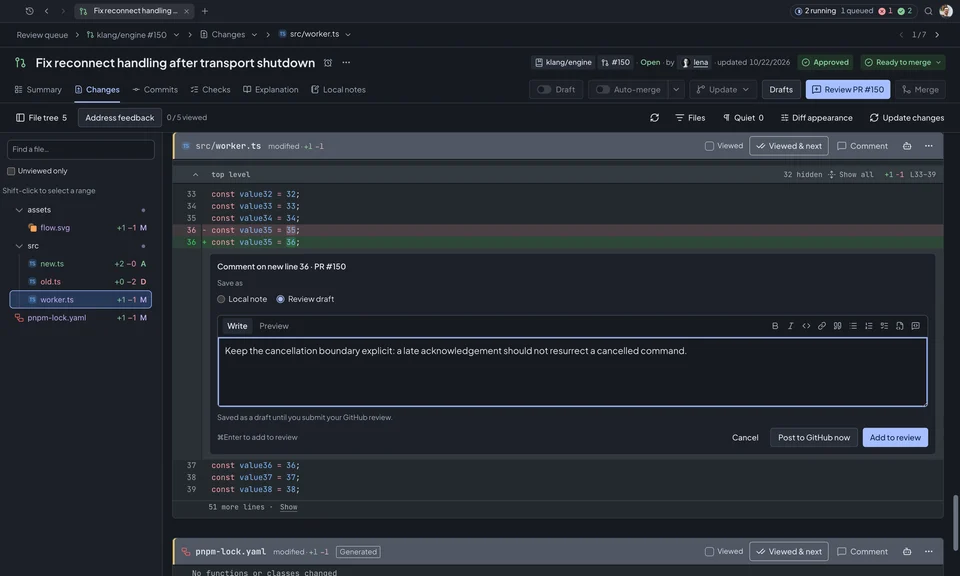 Fix reconnect handling ...
2 running 1 queued 1 2
Review queue klang/engine #150 Changes src/worker.ts 1/7
Fix reconnect handling after transport shutdown
klang/engine #150 Open · by lena · updated 10/22/2026 Approved Ready to merge
Summary Changes Commits Checks Explanation Local notes
Draft Auto-merge Update Drafts Review PR #150 Merge
File tree 5 Address feedback 0/5 viewed
Files Quiet 0 Diff appearance Update changes
Find a file...
Unviewed only
Shift-click to select a range
assets
flow.svg +1 −1 M
src
new.ts +2 −0 A
old.ts +0 −2 D
TS worker.ts +1 −1 M
pnpm-lock.yaml +1 −1 M
TS src/worker.ts modified +1 −1 Viewed Viewed & next Comment
top level 32 hidden Show all +1 −1 L33–39
33 const value32 = 32;
34 const value33 = 33;
35 const value34 = 34;
36 - const value35 = 35;
36 + const value35 = 36;
Comment on new line 36 · PR #150
Save as
Local note Review draft
Write Preview
Keep the cancellation boundary explicit: a late acknowledgement should not resurrect a cancelled command.
Saved as a draft until you submit your GitHub review.
⌘Enter to add to review
Cancel Post to GitHub now Add to review
37 const value36 = 36;
38 const value37 = 37;
39 const value38 = 38;
51 more lines · Show
pnpm-lock.yaml modified +1 −1 Generated Viewed Viewed & next Comment
No functions or classes changed